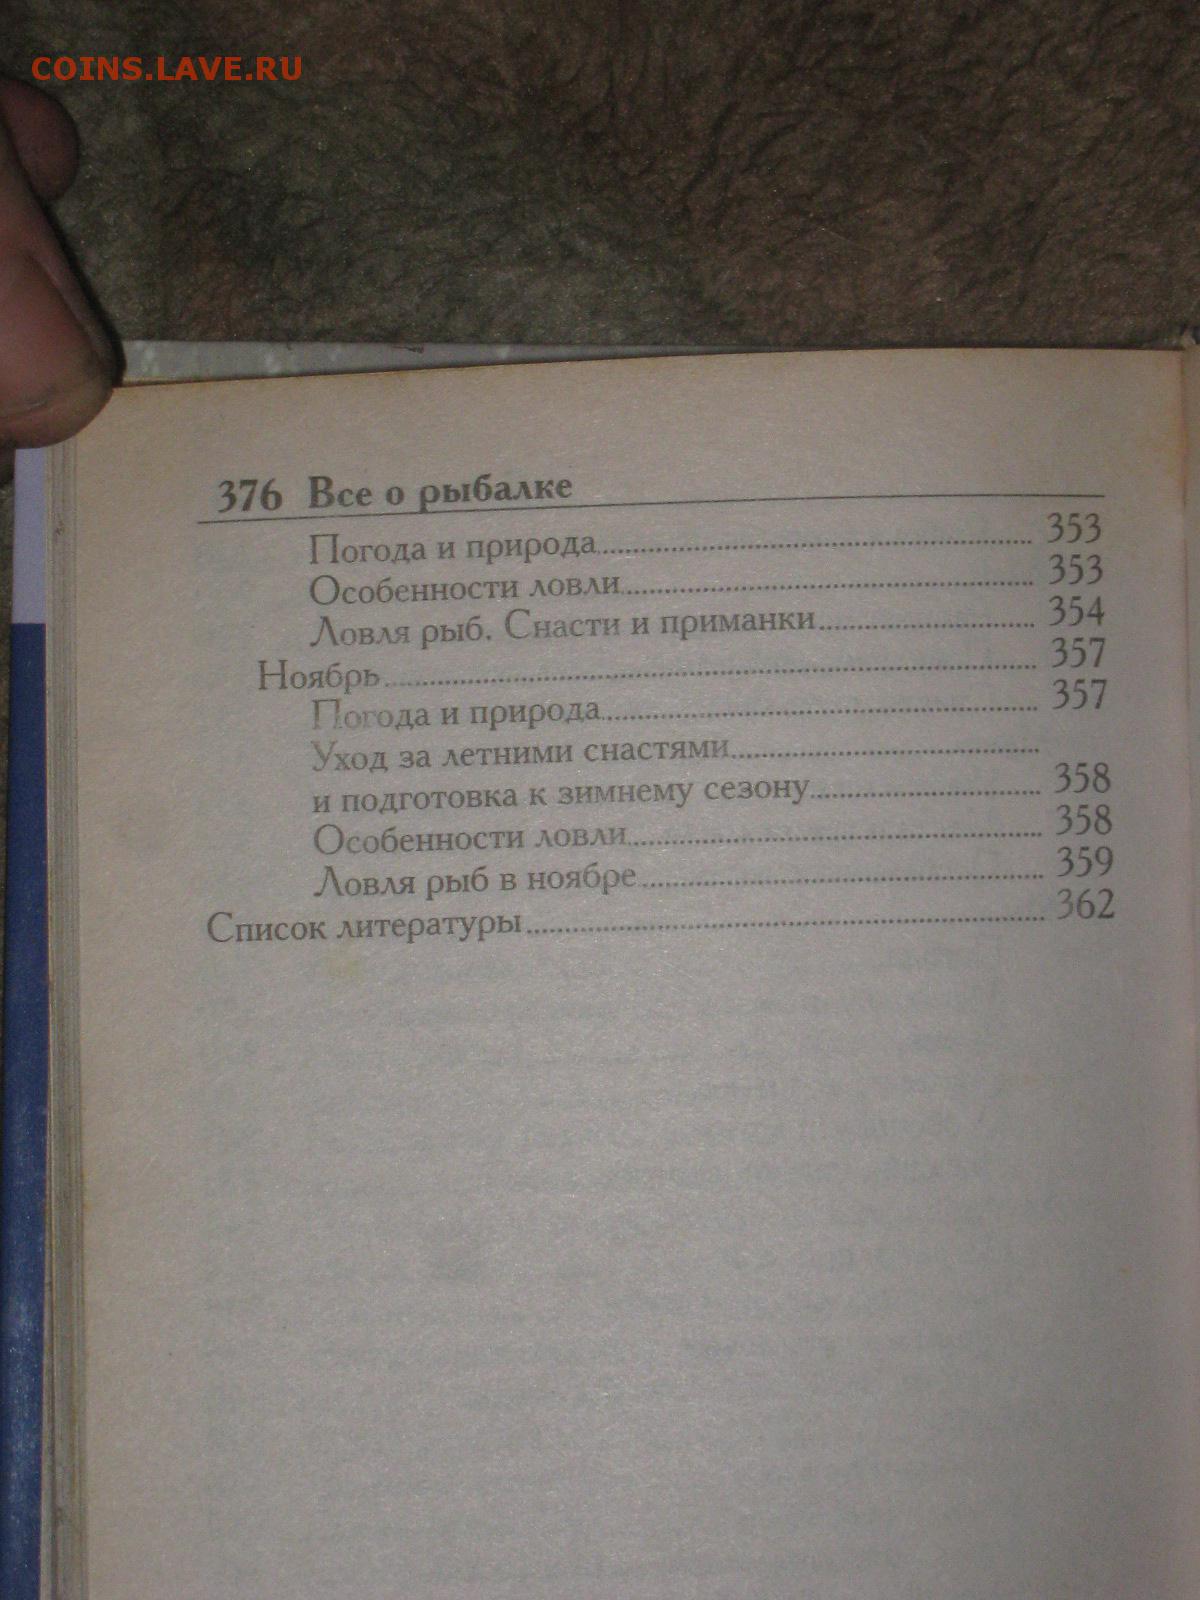 COINS.LAVE.RU
376 Все о рыбалке
Погода и природа 353
Особенности ловли 353
Ловля рыб. Снасти и приманки 354
Ноябрь 357
Погода и природа 357
Уход за летними снастями
и подготовка к зимнему сезону 358
Особенности ловли 358
Ловля рыб в ноябре 359
Список литературы 362